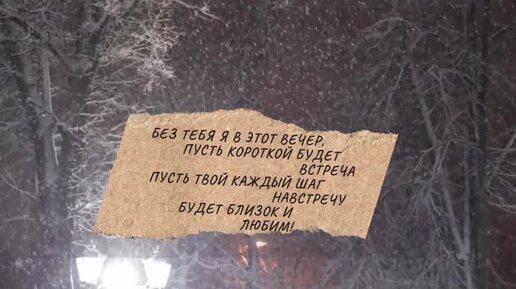 БЕЗ ТЕБЯ Я В ЭТОТ ВЕЧЕР,
ПУСТЬ КОРОТКОЙ БУДЕТ
ВСТРЕЧА
ПУСТЬ ТВОЙ КАЖДЫЙ ШАГ
НАВСТРЕЧУ
БУДЕТ БЛИЗОК И
ЛЮБИМ!